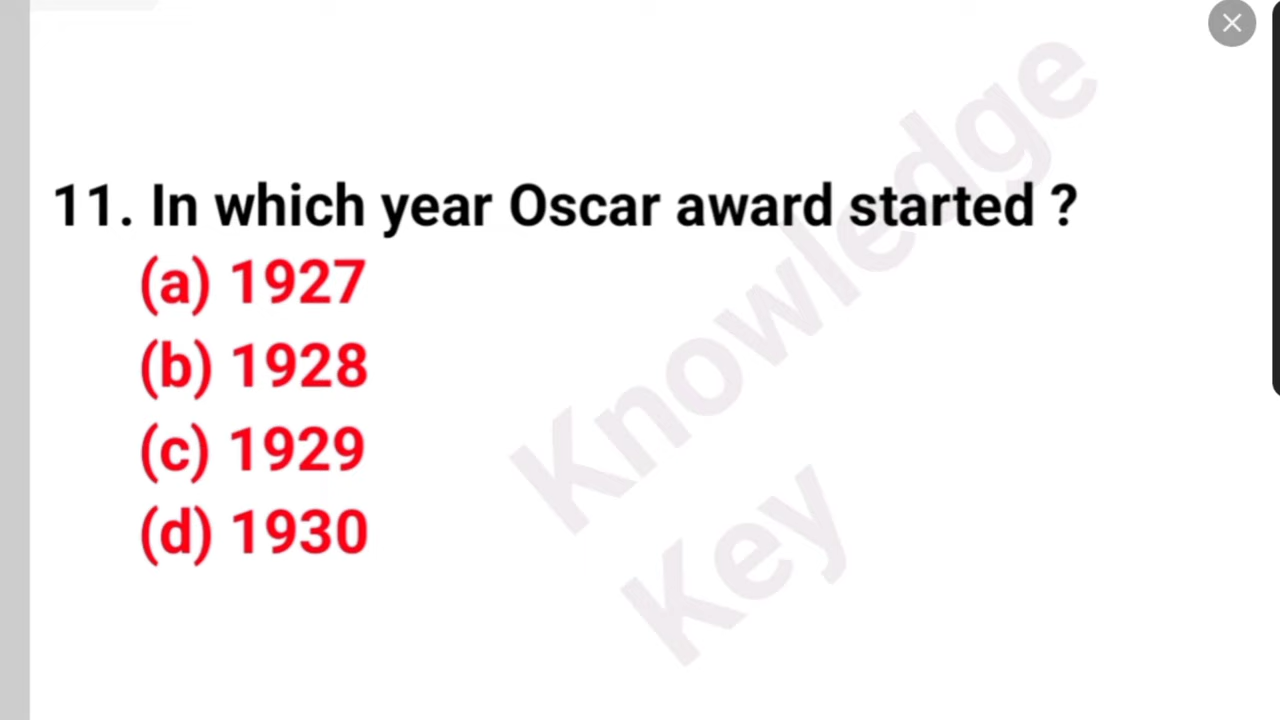 11. In which year Oscar award started ?
(a) 1927
(b) 1928
(c) 1929
(d) 1930
Knowledge
Key